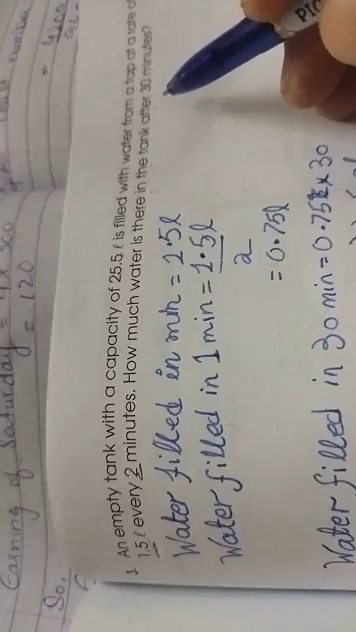 Earning of Saturday = 4 x 300
= 120
So,
1 An empty tank with a capacity of 25.5 ℓ is filled with water from a tap at a rate of
1.5 ℓ every 2 minutes. How much water is there in the tank after 30 minutes?
Water filled in min = 1.5ℓ
Water filled in 1 min = 1.5ℓ
2
= 0.75ℓ
Water filled in 30 min = 0.75 x 30